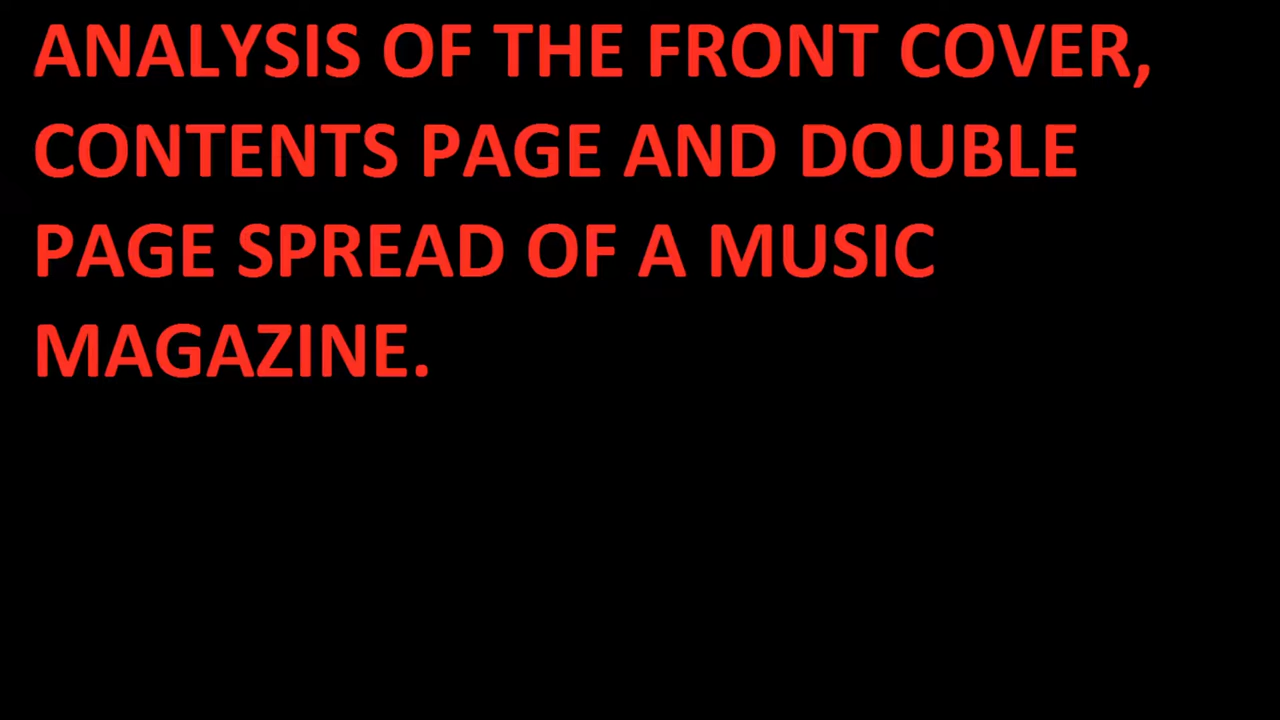 ANALYSIS OF THE FRONT COVER,
CONTENTS PAGE AND DOUBLE
PAGE SPREAD OF A MUSIC
MAGAZINE.